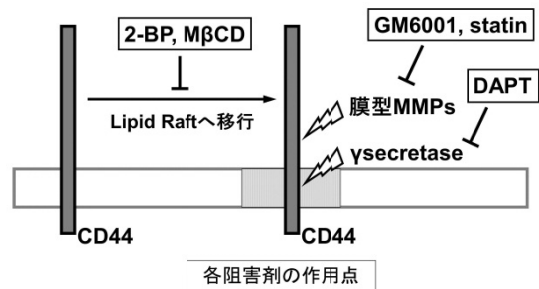 2-BP, MβCD
GM6001, statin
DAPT
Lipid Raftへ移行
膜型MMPs
γsecretase
CD44
CD44
各阻害剤の作用点